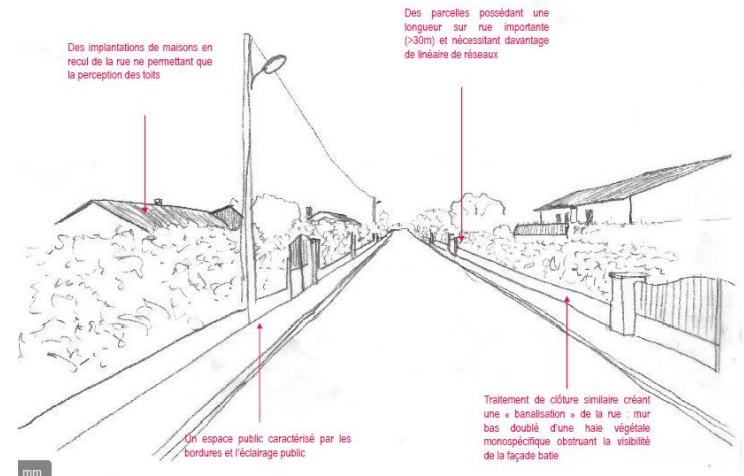 Des implantations de maisons en
recul de la rue ne permettant que
la perception des toits
Des parcelles possédant une
longueur sur rue importante
(>30m) et nécessitant davantage
de linéaire de réseaux
Un espace public caractérisé par les
bordures et l'éclairage public
Traitement de clôture similaire créant
une « banalisation » de la rue : mur
bas doublé d'une haie végétale
monospécifique obstruant la visibilité
de la façade batie
mm